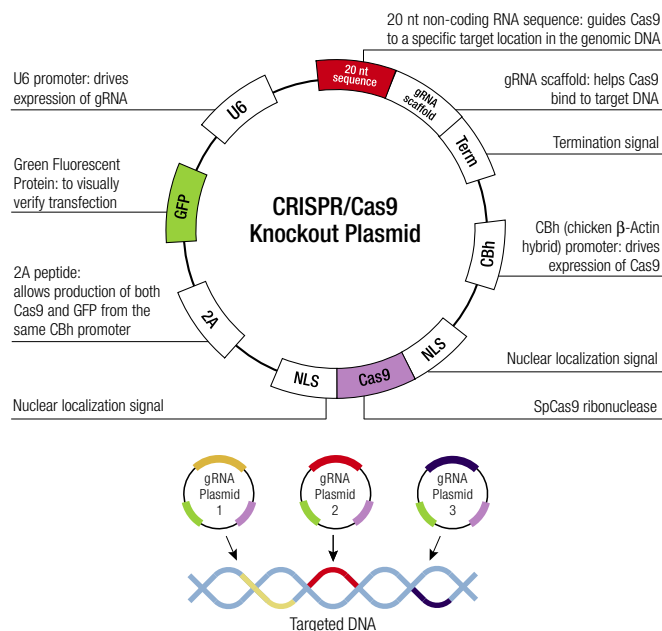 20 nt non-coding RNA sequence: guides Cas9
to a specific target location in the genomic DNA
U6 promoter: drives
expression of gRNA
gRNA scaffold: helps Cas9
bind to target DNA
Termination signal
Green Fluorescent
Protein: to visually
verify transfection
CBh (chicken β-Actin
hybrid) promoter: drives
expression of Cas9
2A peptide:
allows production of both
Cas9 and GFP from the
same CBh promoter
Nuclear localization signal
Nuclear localization signal
SpCas9 ribonuclease
20 nt
sequence
gRNA
scaffold
Term
CBh
NLS
Cas9
NLS
2A
GFP
U6
CRISPR/Cas9
Knockout Plasmid
gRNA
Plasmid
1
gRNA
Plasmid
2
gRNA
Plasmid
3
Targeted DNA